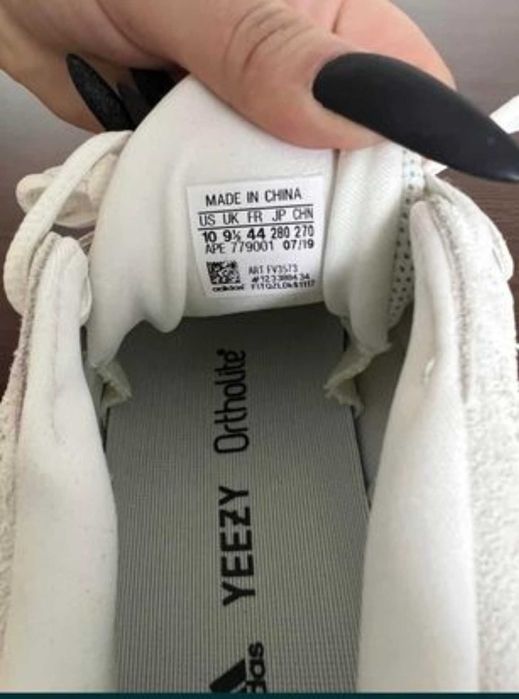 MADE IN CHINA
US UK FR JP CHN
10 9½ 44 280 270
APE 779001 07/19
ART FV3573
adidas
YEEZY Ortholite®
das